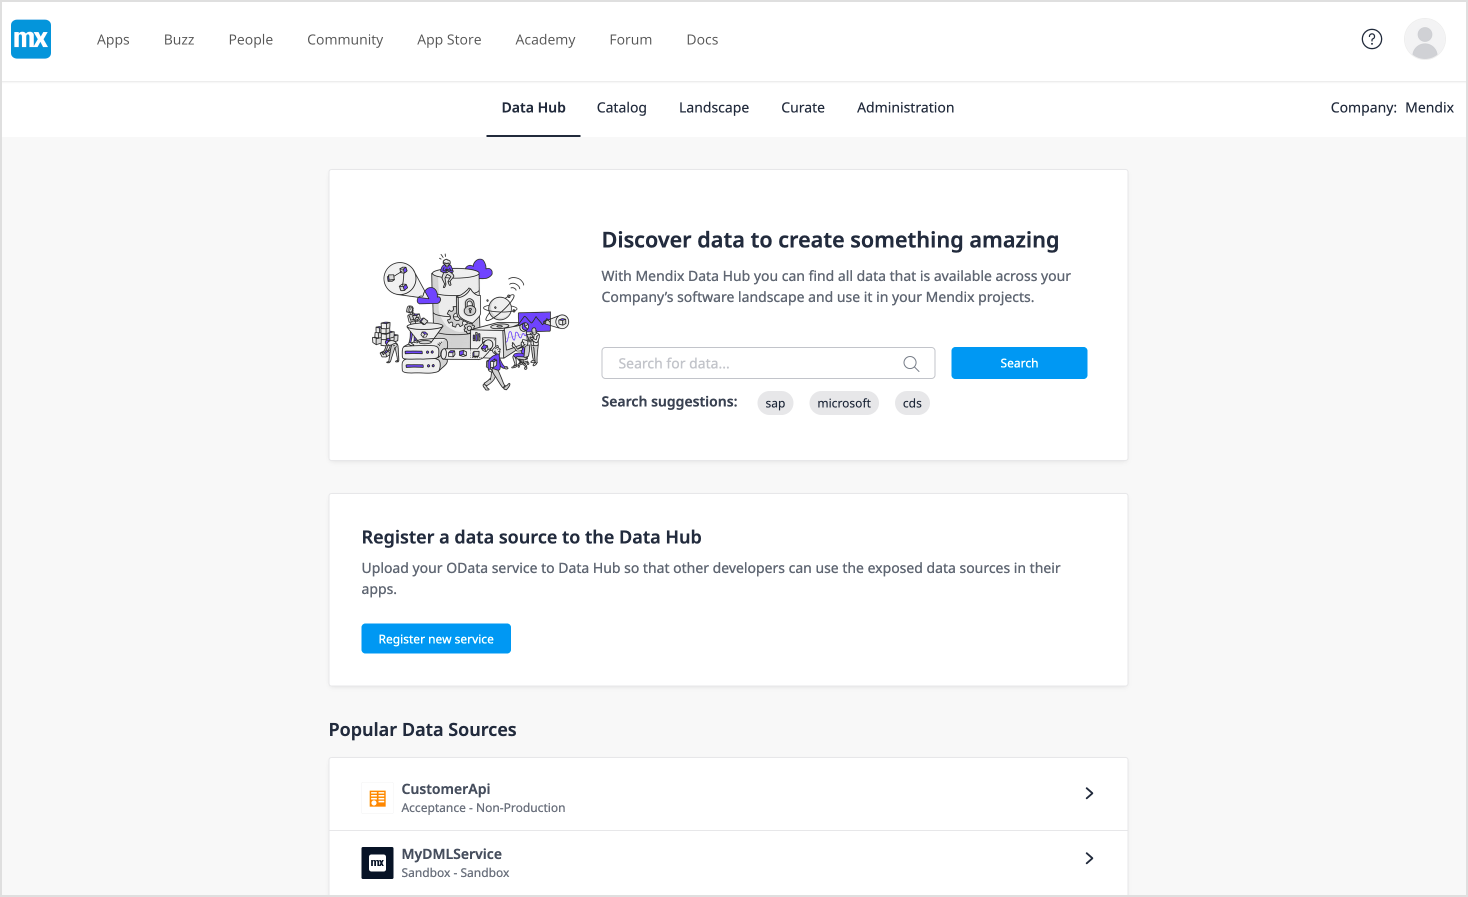 mx
Apps Buzz People Community App Store Academy Forum Docs
Data Hub Catalog Landscape Curate Administration Company: Mendix
Discover data to create something amazing
With Mendix Data Hub you can find all data that is available across your
Company's software landscape and use it in your Mendix projects.
Search for data... Search
Search suggestions: sap microsoft cds
Register a data source to the Data Hub
Upload your OData service to Data Hub so that other developers can use the exposed data sources in their
apps.
Register new service
Popular Data Sources
CustomerApi
Acceptance - Non-Production
mx MyDMLService
Sandbox - Sandbox